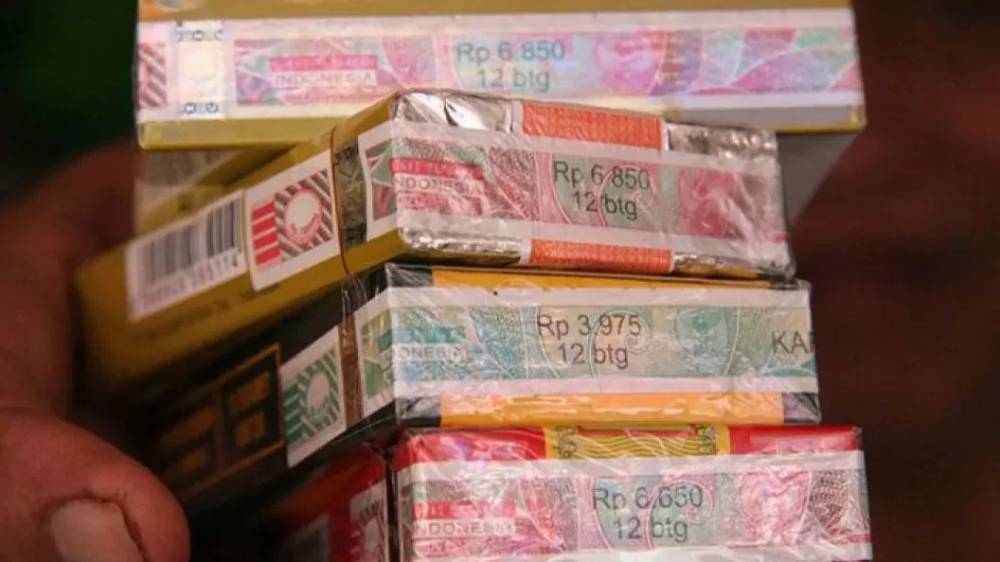 Rp 6.850
12 btg
INDONESIA
Rp 6.850
12 btg
INDONESIA
Rp 3.975
12 btg
KAI
Rp 6.650
12 btg
INDONESIA